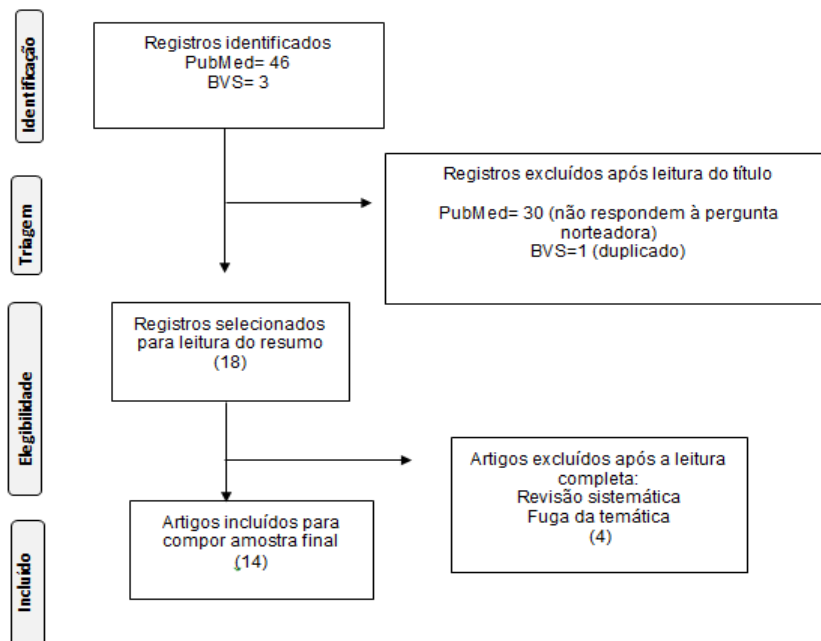 Identificação
Registros identificados
PubMed= 46
BVS= 3
Triagem
Registros excluídos após leitura do título
PubMed= 30 (não respondem à pergunta
norteadora)
BVS=1 (duplicado)
Elegibilidade
Registros selecionados
para leitura do resumo
(18)
Artigos excluídos após a leitura
completa:
Revisão sistemática
Fuga da temática
(4)
Incluído
Artigos incluídos para
compor amostra final
(14)